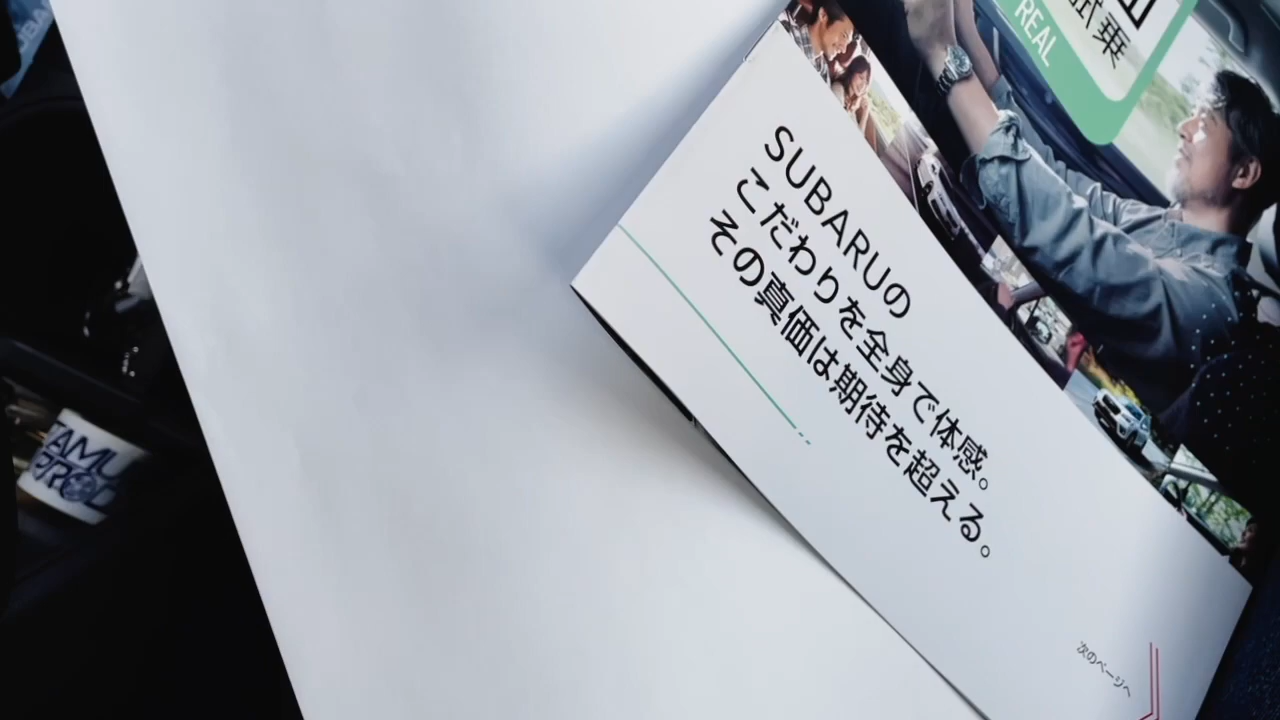 試乗
REAL
SUBARUの
こだわりを全身で体感。
その真価は期待を超える。
次のページへ